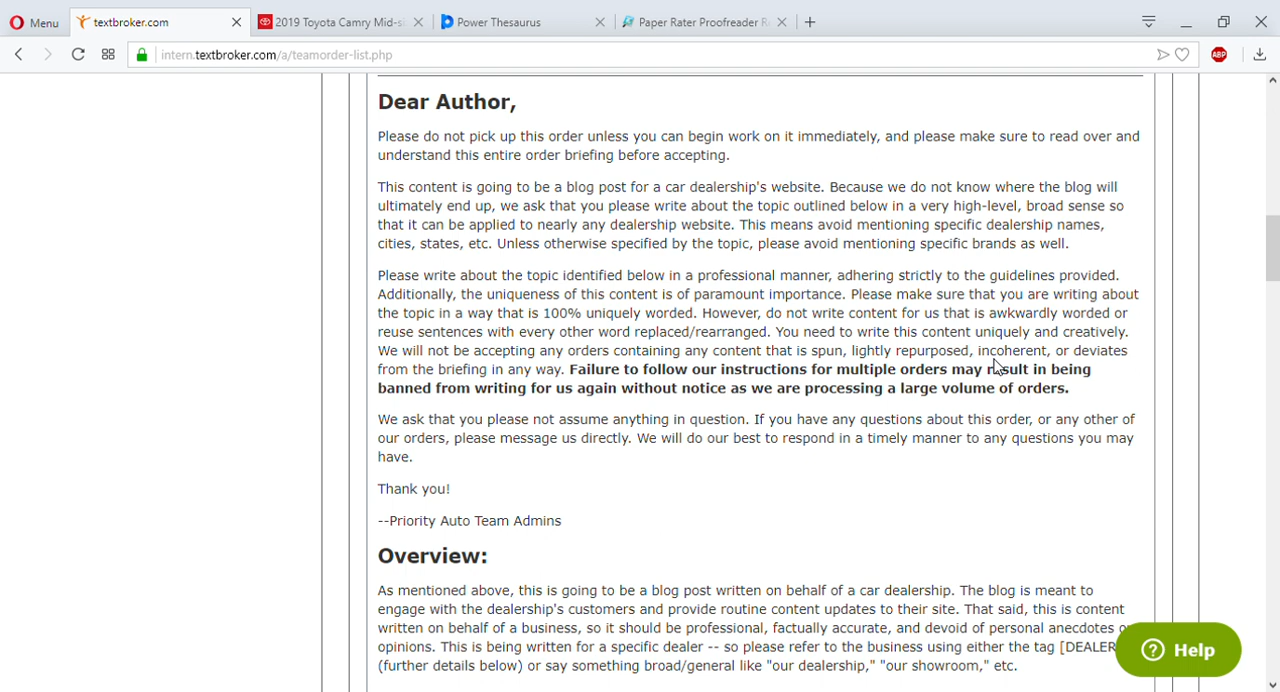 Menu
textbroker.com
2019 Toyota Camry Mid-si
Power Thesaurus
Paper Rater Proofreader R
intern.textbroker.com/a/teamorder-list.php
ABP
Dear Author,
Please do not pick up this order unless you can begin work on it immediately, and please make sure to read over and
understand this entire order briefing before accepting.
This content is going to be a blog post for a car dealership's website. Because we do not know where the blog will
ultimately end up, we ask that you please write about the topic outlined below in a very high-level, broad sense so
that it can be applied to nearly any dealership website. This means avoid mentioning specific dealership names,
cities, states, etc. Unless otherwise specified by the topic, please avoid mentioning specific brands as well.
Please write about the topic identified below in a professional manner, adhering strictly to the guidelines provided.
Additionally, the uniqueness of this content is of paramount importance. Please make sure that you are writing about
the topic in a way that is 100% uniquely worded. However, do not write content for us that is awkwardly worded or
reuse sentences with every other word replaced/rearranged. You need to write this content uniquely and creatively.
We will not be accepting any orders containing any content that is spun, lightly repurposed, incoherent, or deviates
from the briefing in any way. Failure to follow our instructions for multiple orders may result in being
banned from writing for us again without notice as we are processing a large volume of orders.
We ask that you please not assume anything in question. If you have any questions about this order, or any other of
our orders, please message us directly. We will do our best to respond in a timely manner to any questions you may
have.
Thank you!
--Priority Auto Team Admins
Overview:
As mentioned above, this is going to be a blog post written on behalf of a car dealership. The blog is meant to
engage with the dealership's customers and provide routine content updates to their site. That said, this is content
written on behalf of a business, so it should be professional, factually accurate, and devoid of personal anecdotes o
opinions. This is being written for a specific dealer -- so please refer to the business using either the tag [DEALER
(further details below) or say something broad/general like "our dealership," "our showroom," etc.
Help